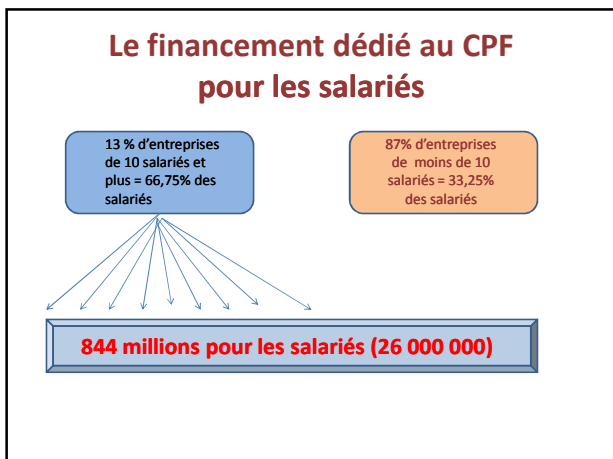 Le financement dédié au CPF
pour les salariés
13 % d'entreprises
de 10 salariés et
plus = 66,75% des
salariés
87% d'entreprises
de moins de 10
salariés = 33,25%
des salariés
844 millions pour les salariés (26 000 000)